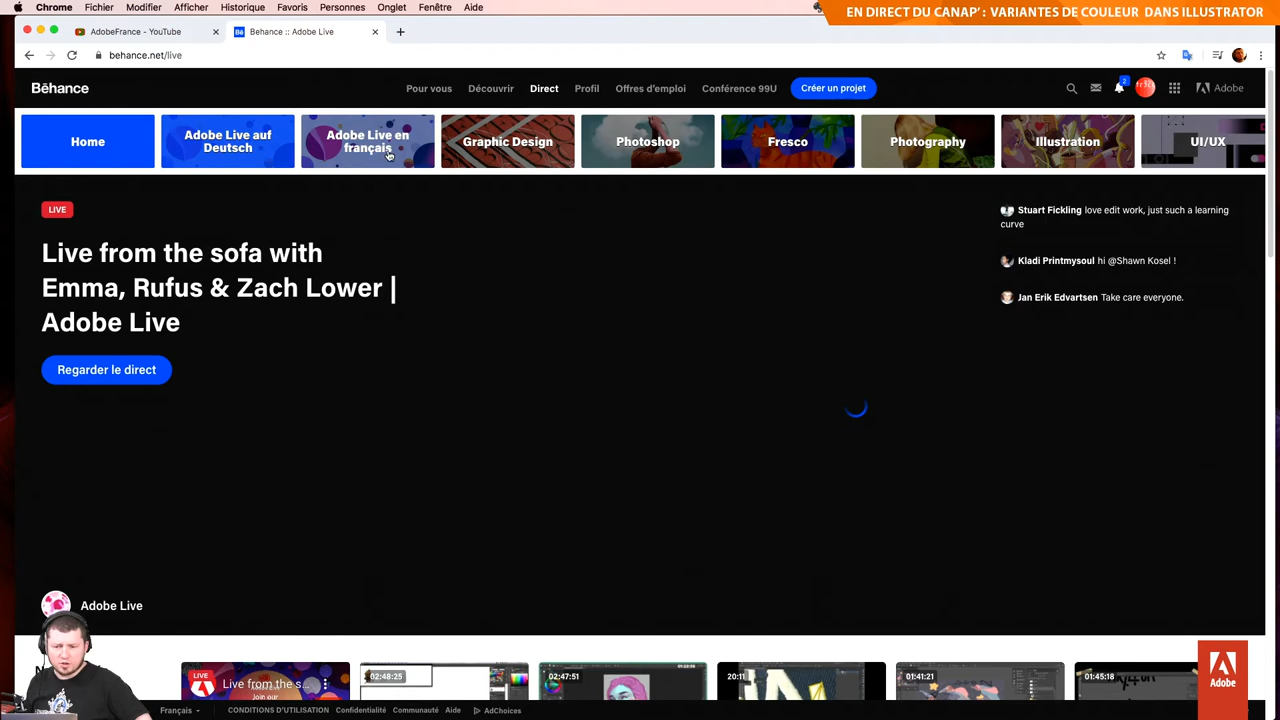 Chrome Fichier Modifier Afficher Historique Favoris Personnes Onglet Fenêtre Aide
EN DIRECT DU CANAP' : VARIANTES DE COULEUR DANS ILLUSTRATOR
AdobeFrance - YouTube
Behance :: Adobe Live
behance.net/live
Bēhance
Pour vous Découvrir Direct Profil Offres d'emploi Conférence 99U Créer un projet
2
Adobe
Home
Adobe Live auf
Deutsch
Adobe Live en
français
Graphic Design
Photoshop
Fresco
Photography
Illustration
UI/UX
LIVE
Live from the sofa with
Emma, Rufus & Zach Lower |
Adobe Live
Regarder le direct
Stuart Fickling love edit work, just such a learning
curve
Kladi Printmysoul hi @Shawn Kosel !
Jan Erik Edvartsen Take care everyone.
Adobe Live
LIVE
Live from the s...
Join our
02:48:25
02:47:51
20:11
01:41:21
01:45:18
Adobe
Français
CONDITIONS D'UTILISATION Confidentialité Communauté Aide AdChoices